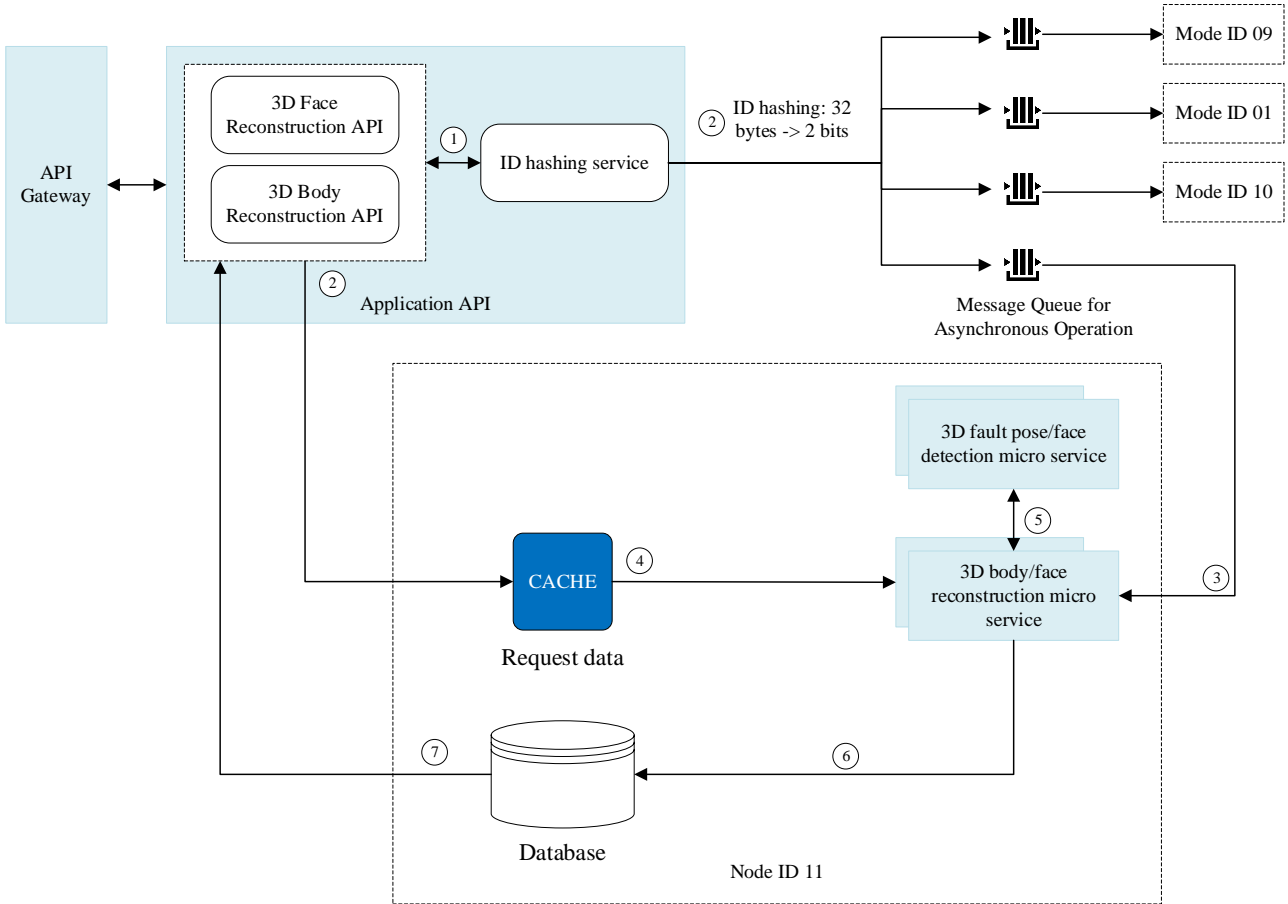 API
Gateway
3D Face
Reconstruction API
3D Body
Reconstruction API
1
ID hashing service
2
Application API
2
ID hashing: 32
bytes -> 2 bits
Mode ID 09
Mode ID 01
Mode ID 10
Message Queue for
Asynchronous Operation
3D fault pose/face
detection micro service
5
3D body/face
reconstruction micro
service
3
CACHE
4
Request data
7
6
Database
Node ID 11